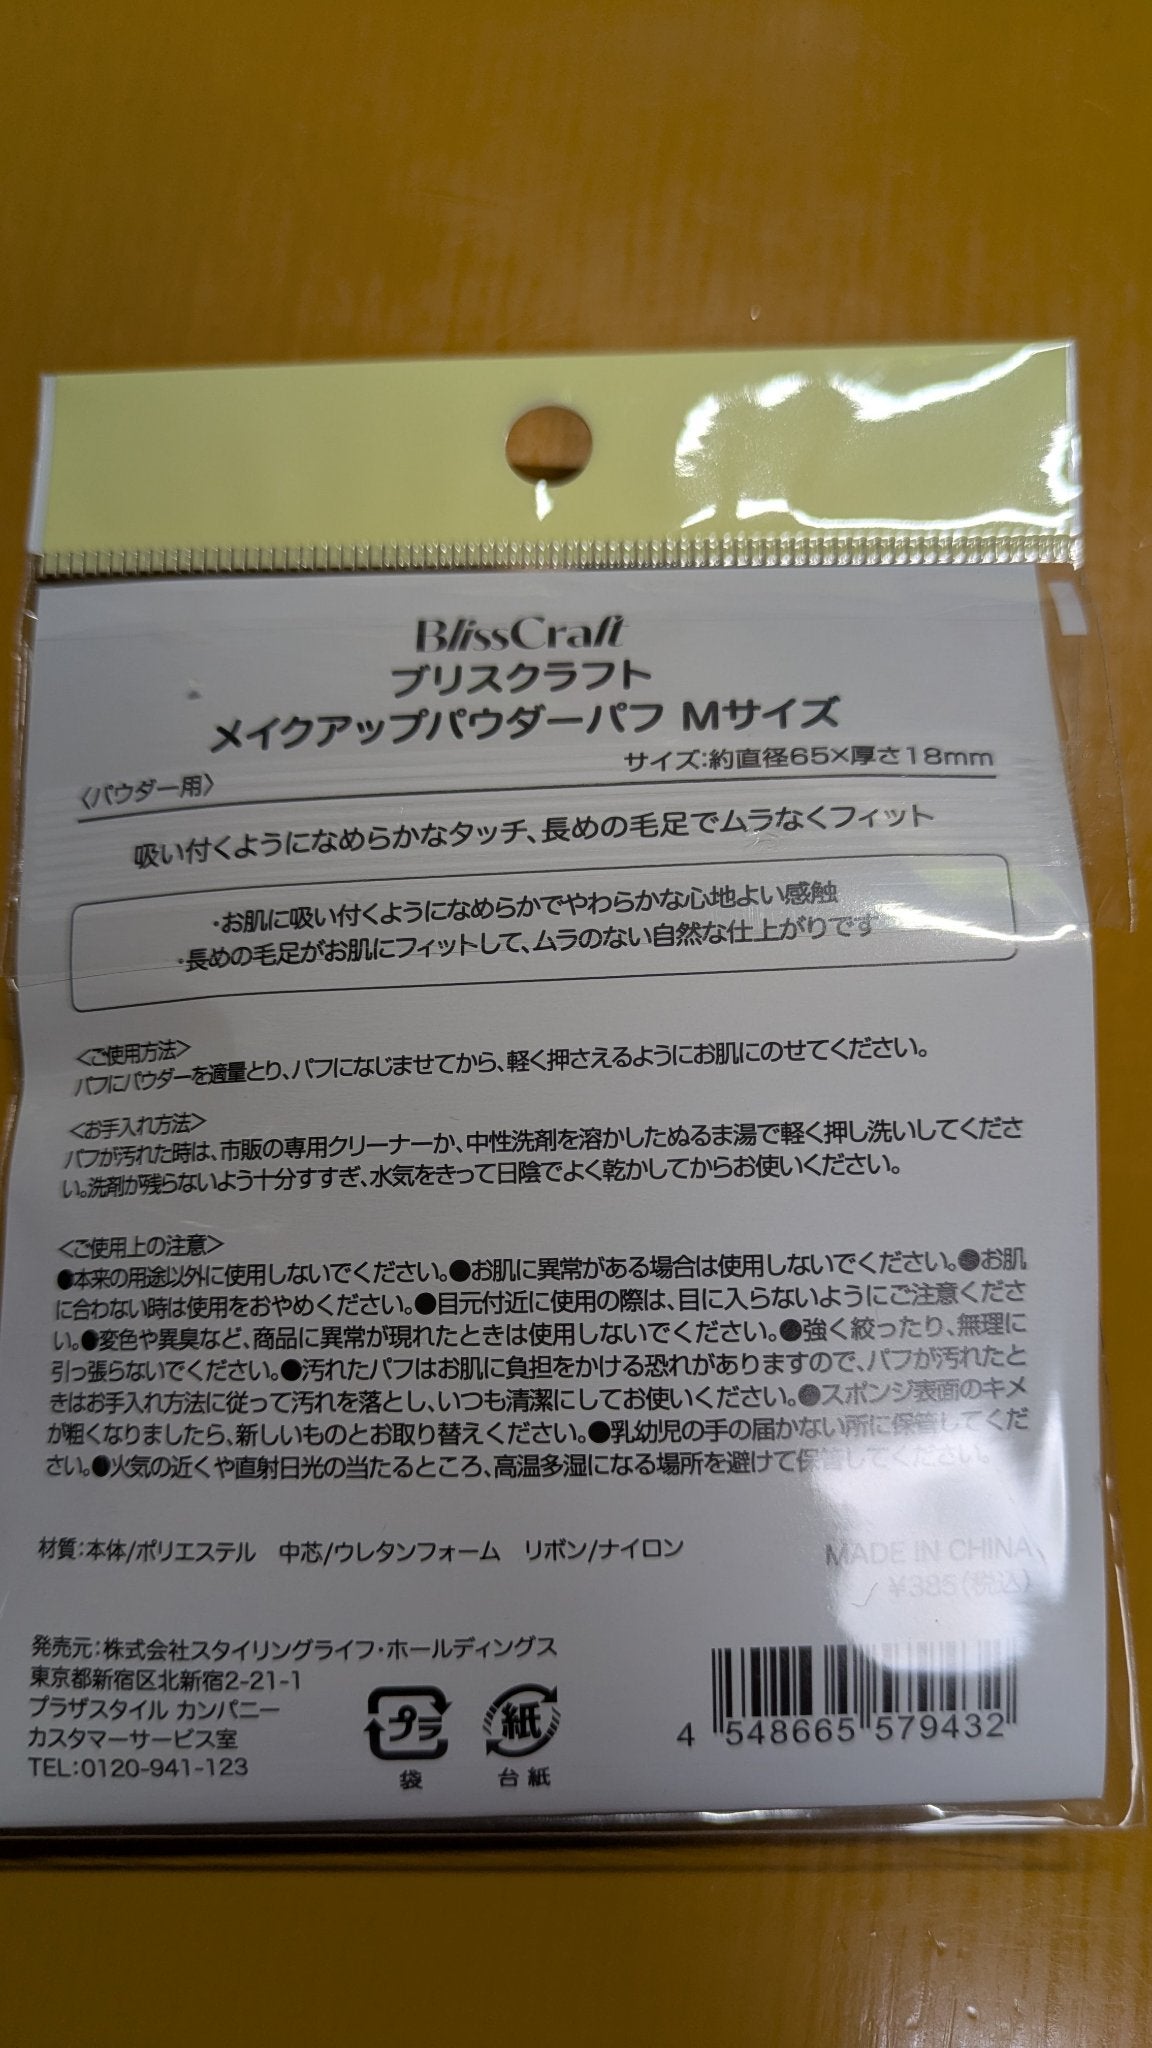 BlissCraft
ブリスクラフト
メイクアップパウダーパフ Mサイズ
サイズ:約直径65×厚さ18mm
〈パウダー用〉
吸い付くようになめらかなタッチ、長めの毛足でムラなくフィット
・お肌に吸い付くようになめらかでやわらかな心地よい感触
・長めの毛足がお肌にフィットして、ムラのない自然な仕上がりです
<ご使用方法>
パフにパウダーを適量とり、パフになじませてから、軽く押さえるようにお肌にのせてください。
<お手入れ方法>
パフが汚れた時は、市販の専用クリーナーか、中性洗剤を溶かしたぬるま湯で軽く押し洗いしてくださ
い。洗剤が残らないよう十分すすぎ、水気をきって日陰でよく乾かしてからお使いください。
<ご使用上の注意>
●本来の用途以外に使用しないでください。●お肌に異常がある場合は使用しないでください。●お肌
に合わない時は使用をおやめください。●目元付近に使用の際は、目に入らないようにご注意くださ
い。●変色や異臭など、商品に異常が現れたときは使用しないでください。●強く絞ったり、無理に
引っ張らないでください。●汚れたパフはお肌に負担をかける恐れがありますので、パフが汚れたと
きはお手入れ方法に従って汚れを落とし、いつも清潔にしてお使いください。●スポンジ表面のキメ
が粗くなりましたら、新しいものとお取り替えください。●乳幼児の手の届かない所に保管してくだ
さい。●火気の近くや直射日光の当たるところ、高温多湿になる場所を避けて保管してください。
材質:本体/ポリエステル 中芯/ウレタンフォーム リボン/ナイロン
MADE IN CHINA
¥385(税込)
発売元:株式会社スタイリングライフ・ホールディングス
東京都新宿区北新宿2-21-1
プラザスタイル カンパニー
カスタマーサービス室
TEL:0120-941-123
プラ
袋
紙
台紙
4 548665 579432